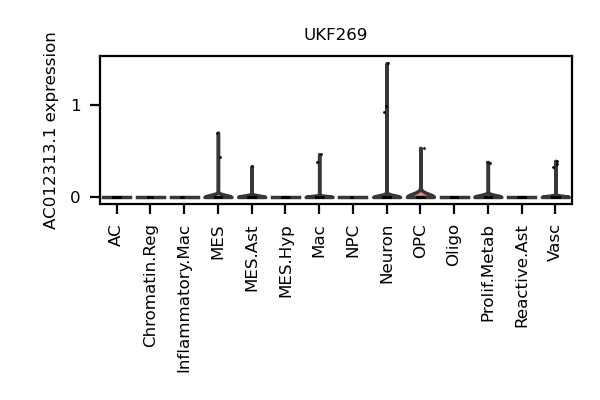 UKF269
AC012313.1 expression
1
0
AC
Chromatin.Reg
Inflammatory.Mac
MES
MES.Ast
MES.Hyp
Mac
NPC
Neuron
OPC
Oligo
Prolif.Metab
Reactive.Ast
Vasc